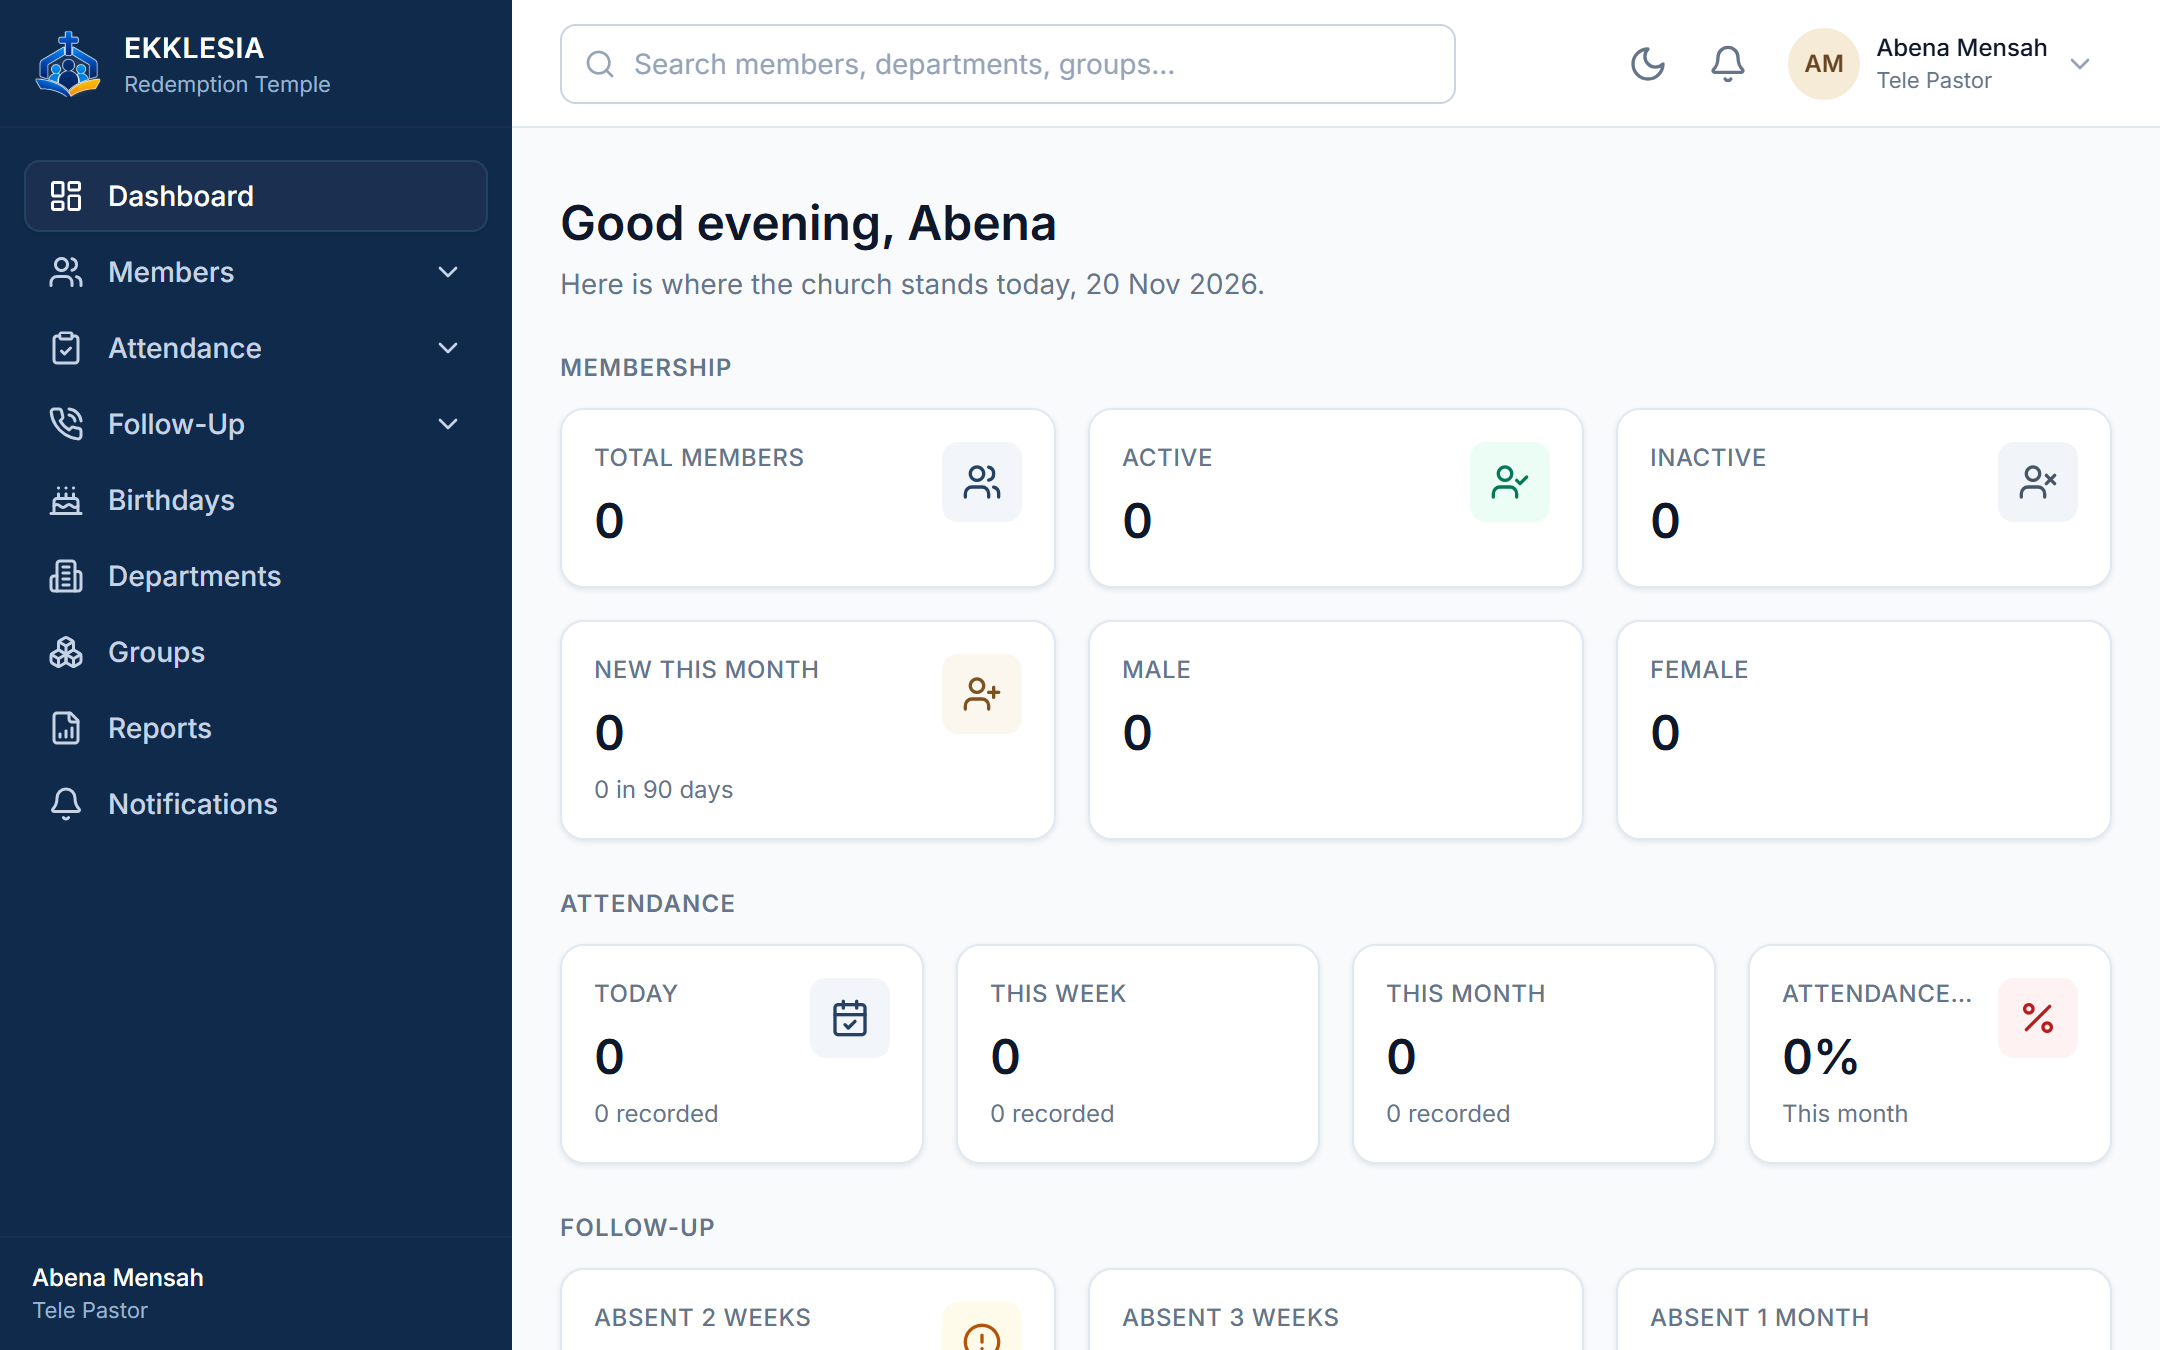 EKKLESIA
Redemption Temple
Dashboard
Members
Attendance
Follow-Up
Birthdays
Departments
Groups
Reports
Notifications
Abena Mensah
Tele Pastor
Search members, departments, groups...
AM
Abena Mensah
Tele Pastor
Good evening, Abena
Here is where the church stands today, 20 Nov 2026.
MEMBERSHIP
TOTAL MEMBERS
0
ACTIVE
0
INACTIVE
0
NEW THIS MONTH
0
0 in 90 days
MALE
0
FEMALE
0
ATTENDANCE
TODAY
0
0 recorded
THIS WEEK
0
0 recorded
THIS MONTH
0
0 recorded
ATTENDANCE...
0%
This month
FOLLOW-UP
ABSENT 2 WEEKS
ABSENT 3 WEEKS
ABSENT 1 MONTH